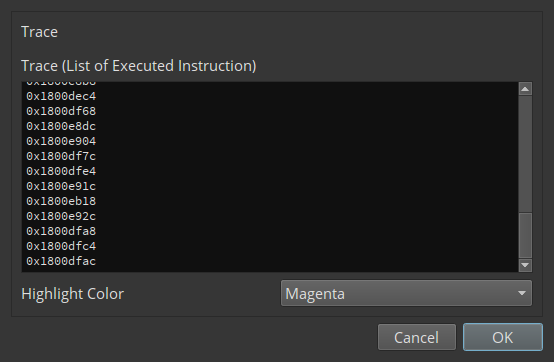 Trace
Trace (List of Executed Instruction)
0x1800dec4
0x1800df68
0x1800e8dc
0x1800e904
0x1800df7c
0x1800dfe4
0x1800e91c
0x1800eb18
0x1800e92c
0x1800dfa8
0x1800dfc4
0x1800dfac
Highlight Color
Magenta
Cancel
OK